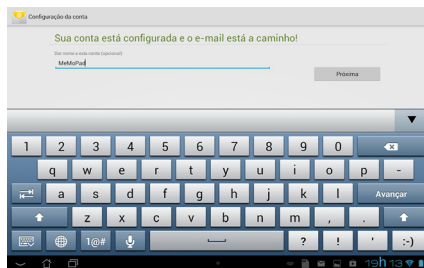 Configuração da conta
Sua conta está configurada e o e-mail está a caminho!
Dar nome a esta conta (opcional)
MeMoPad
Próxima
1 2 3 4 5 6 7 8 9 0
q w e r t y u i o p -
a s d f g h j k l Avançar
z x c v b n m , .
1@# ? ! ' :-)
19h13